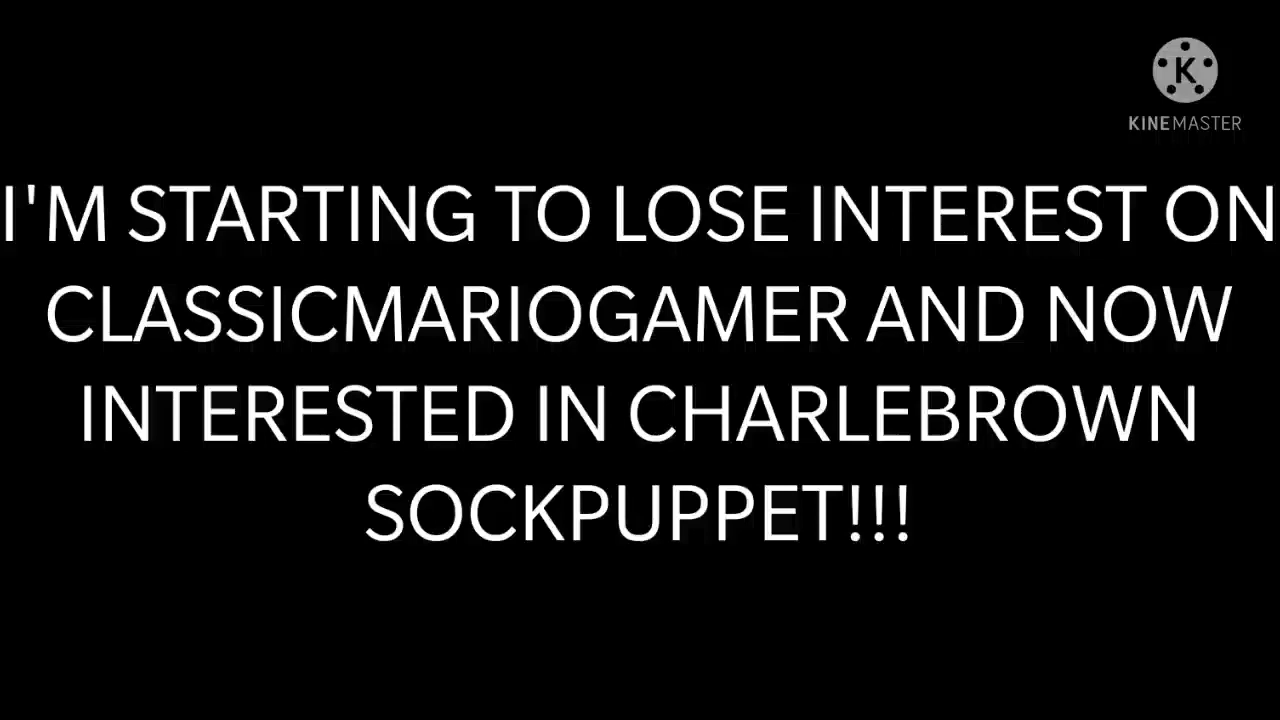 K
KINEMASTER
I'M STARTING TO LOSE INTEREST ON
CLASSICMARIOGAMER AND NOW
INTERESTED IN CHARLEBROWN
SOCKPUPPET!!!